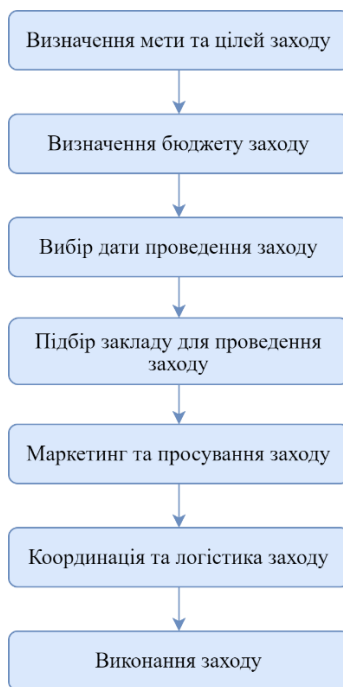 Визначення мети та цілей заходу
Визначення бюджету заходу
Вибір дати проведення заходу
Підбір закладу для проведення
заходу
Маркетинг та просування заходу
Координація та логістика заходу
Виконання заходу